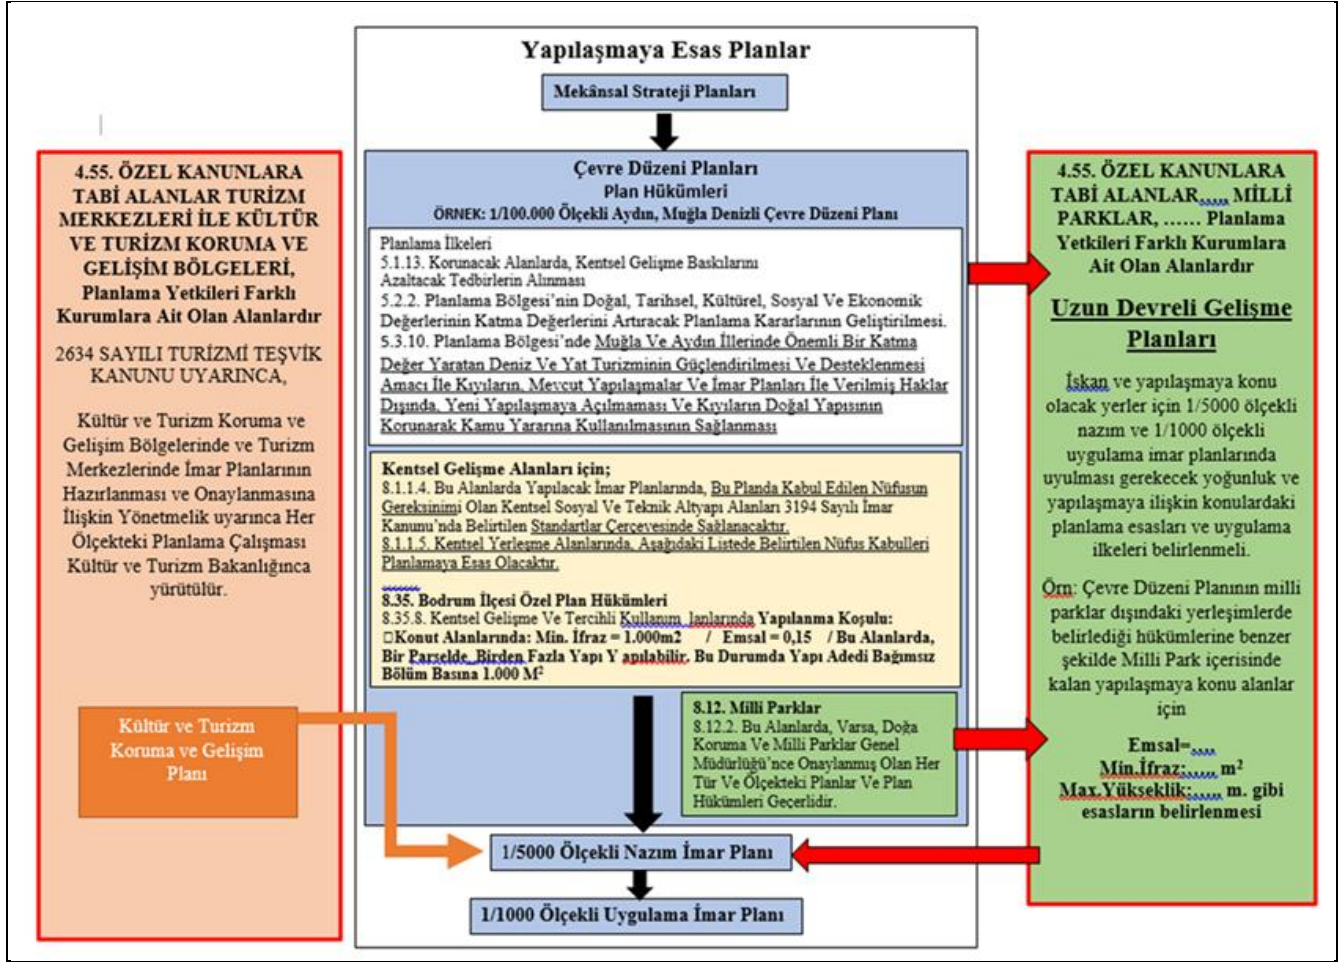 Yapılaşmaya Esas Planlar
Mekânsal Strateji Planları
4.55. ÖZEL KANUNLARA
TABİ ALANLAR TURİZM
MERKEZLERİ İLE KÜLTÜR
VE TURİZM KORUMA VE
GELİŞİM BÖLGELERİ,
Planlama Yetkileri Farklı
Kurumlara Ait Olan Alanlardır
2634 SAYILI TURİZMİ TEŞVİK
KANUNU UYARINCA,
Kültür ve Turizm Koruma ve
Gelişim Bölgelerinde ve Turizm
Merkezlerinde İmar Planlarının
Hazırlanması ve Onaylanmasına
İlişkin Yönetmelik uyarınca Her
Ölçekteki Planlama Çalışması
Kültür ve Turizm Bakanlığınca
yürütülür.
Kültür ve Turizm
Koruma ve Gelişim
Planı
Çevre Düzeni Planları
Plan Hükümleri
ÖRNEK: 1/100.000 Ölçekli Aydın, Muğla Denizli Çevre Düzeni Planı
Planlama İlkeleri
5.1.13. Korunacak Alanlarda, Kentsel Gelişme Baskılarını
Azaltacak Tedbirlerin Alınması
5.2.2. Planlama Bölgesi’nin Doğal, Tarihsel, Kültürel, Sosyal Ve Ekonomik
Değerlerinin Katma Değerlerini Artıracak Planlama Kararlarının Geliştirilmesi.
5.3.10. Planlama Bölgesi’nde Muğla Ve Aydın İllerinde Önemli Bir Katma
Değer Yaratan Deniz Ve Yat Turizminin Güçlendirilmesi Ve Desteklenmesi
Amacı İle Kıyıların, Mevcut Yapılaşmalar Ve İmar Planları İle Verilmiş Haklar
Dışında, Yeni Yapılaşmaya Açılmaması Ve Kıyıların Doğal Yapısının
Korunarak Kamu Yararına Kullanılmasının Sağlanması
Kentsel Gelişme Alanları için;
8.1.1.4. Bu Alanlarda Yapılacak İmar Planlarında, Bu Planda Kabul Edilen Nüfusun
Gereksinimi Olan Kentsel Sosyal Ve Teknik Altyapı Alanları 3194 Sayılı İmar
Kanunu’nda Belirtilen Standartlar Çerçevesinde Sağlanacaktır.
8.1.1.5. Kentsel Yerleşme Alanlarında, Aşağıdaki Listede Belirtilen Nüfus Kabulleri
Planlamaya Esas Olacaktır.
........
8.35. Bodrum İlçesi Özel Plan Hükümleri
8.35.8. Kentsel Gelişme Ve Tercihli Kullanım lanlarında Yapılanma Koşulu:
□Konut Alanlarında: Min. İfraz = 1.000m2 / Emsal = 0,15 / Bu Alanlarda,
Bir Parselde Birden Fazla Yapı Y apılabilir. Bu Durumda Yapı Adedi Bağımsız
Bölüm Basına 1.000 M²
8.12. Milli Parklar
8.12.2. Bu Alanlarda, Varsa, Doğa
Koruma Ve Milli Parklar Genel
Müdürlüğü’nce Onaylanmış Olan Her
Tür Ve Ölçekteki Planlar Ve Plan
Hükümleri Geçerlidir.
1/5000 Ölçekli Nazım İmar Planı
1/1000 Ölçekli Uygulama İmar Planı
4.55. ÖZEL KANUNLARA
TABİ ALANLAR,.... MİLLİ
PARKLAR, ...... Planlama
Yetkileri Farklı Kurumlara
Ait Olan Alanlardır
Uzun Devreli Gelişme
Planları
İskan ve yapılaşmaya konu
olacak yerler için 1/5000 ölçekli
nazım ve 1/1000 ölçekli
uygulama imar planlarında
uyulması gerekecek yoğunluk ve
yapılaşmaya ilişkin konulardaki
planlama esasları ve uygulama
ilkeleri belirlenmeli.
Örn: Çevre Düzeni Planının milli
parklar dışındaki yerleşimlerde
belirlediği hükümlerine benzer
şekilde Milli Park içerisinde
kalan yapılaşmaya konu alanlar
için
Emsal=....
Min.İfraz:..... m²
Max.Yükseklik:..... m. gibi
esasların belirlenmesi